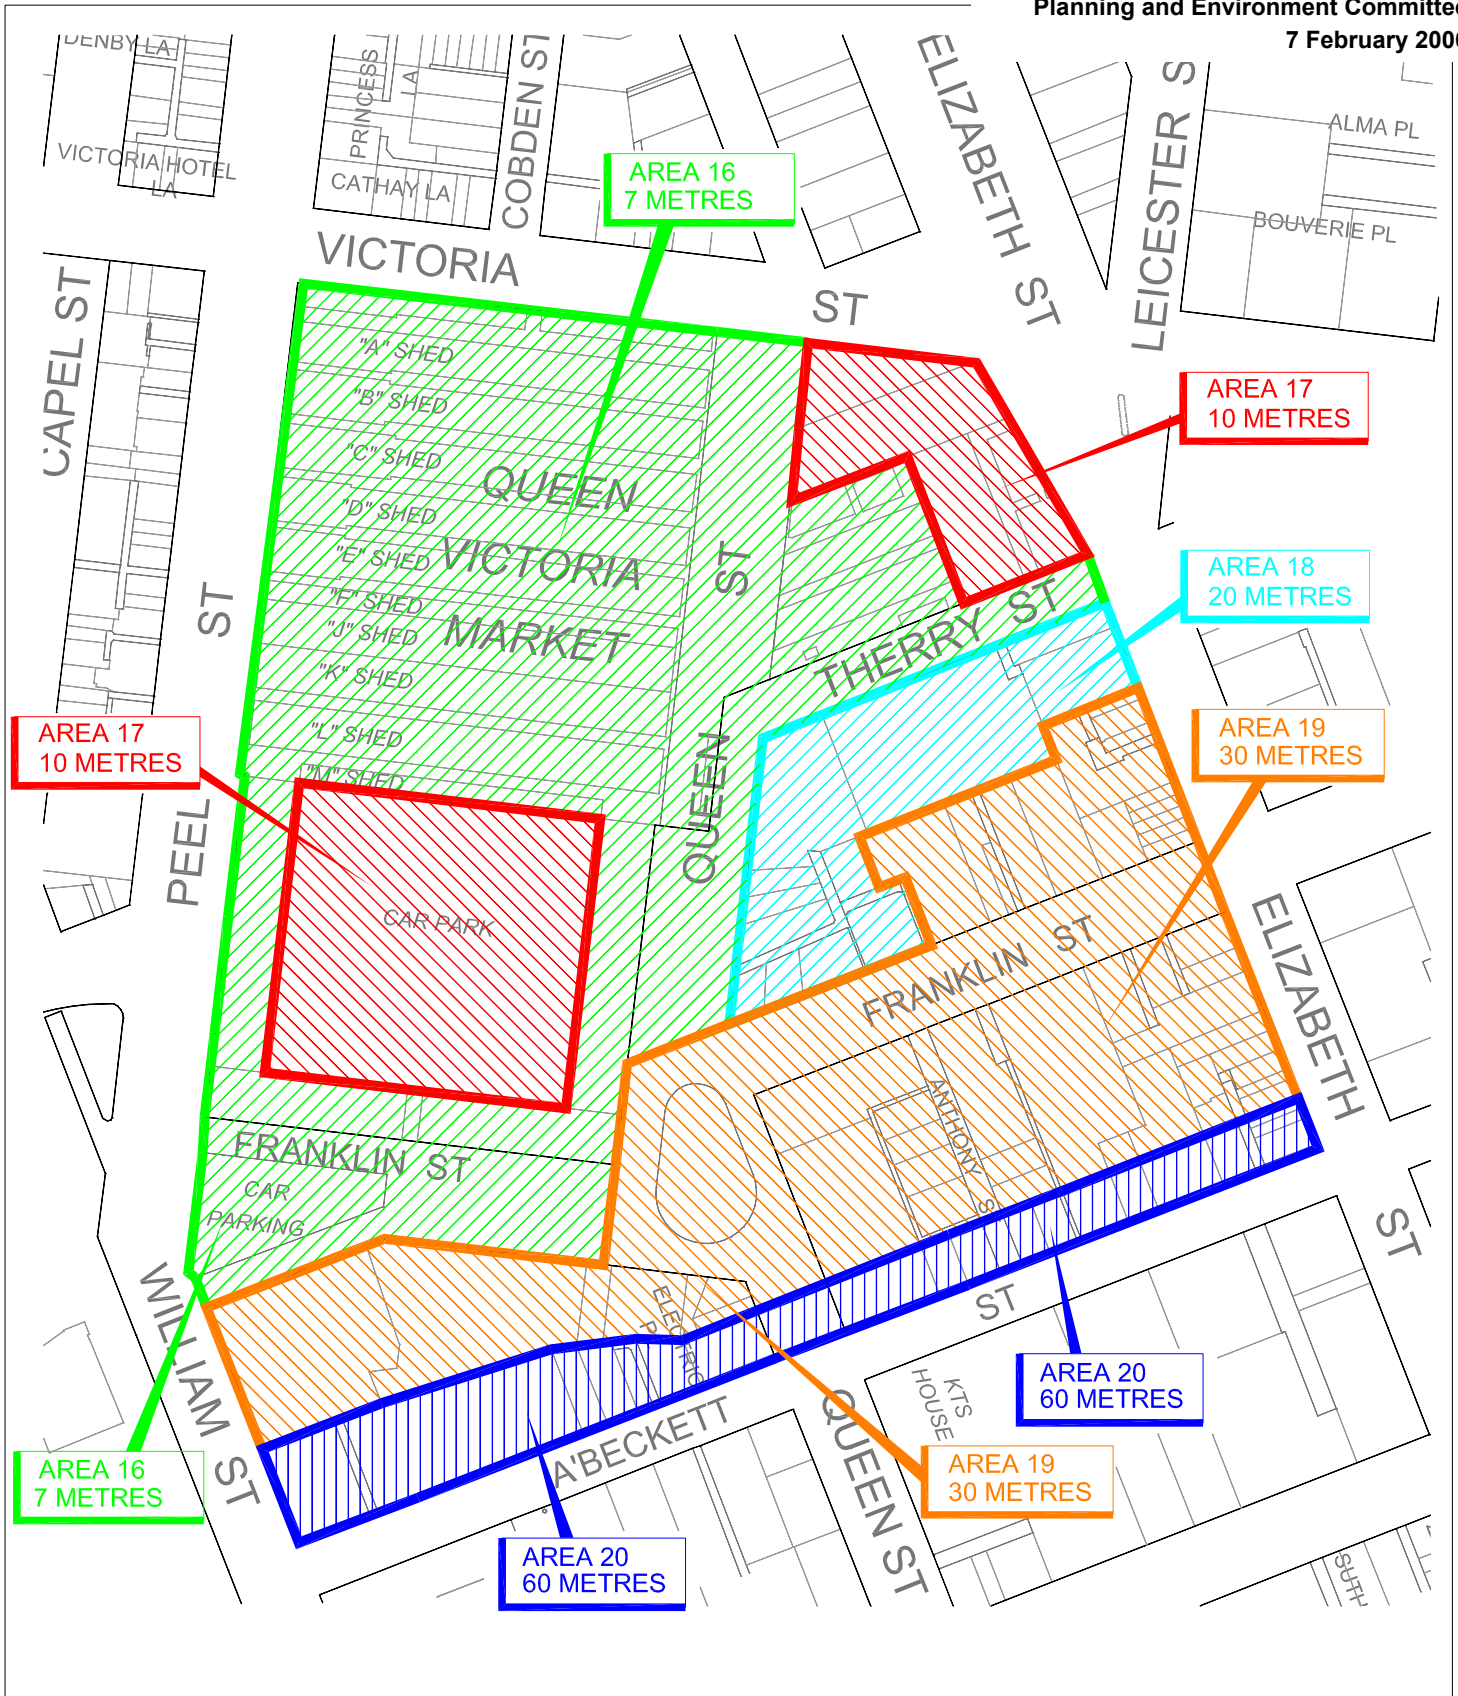 Planning and Environment Committee
7 February 2006
DENBY LA
VICTORIA HOTEL
LA
PRINCESS
LA
CATHAY LA
COBDEN ST
ELIZABETH ST
LEICESTER S
ALMA PL
BOUVERIE PL
AREA 16
7 METRES
VICTORIA ST
CAPEL ST
"A" SHED
"B" SHED
"C" SHED
"D" SHED
"E" SHED
"F" SHED
"J" SHED
"K" SHED
"L" SHED
"M" SHED
QUEEN
VICTORIA
MARKET
AREA 17
10 METRES
AREA 18
20 METRES
THERRY ST
QUEEN ST
PEEL ST
AREA 17
10 METRES
AREA 19
30 METRES
CAR PARK
FRANKLIN ST
ELIZABETH ST
ANTHONY S
FRANKLIN ST
CAR
PARKING
WILLIAM ST
ELECTRIC
P
A'BECKETT ST
KTS
HOUSE
QUEEN ST
AREA 20
60 METRES
AREA 16
7 METRES
AREA 19
30 METRES
AREA 20
60 METRES
SUTH